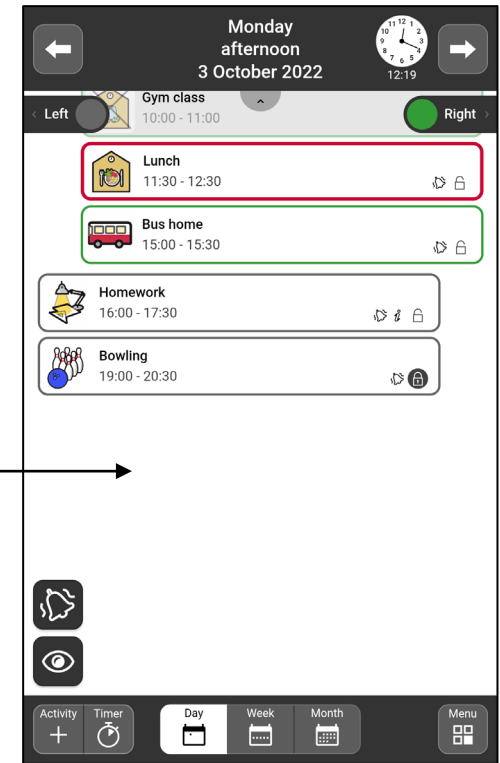 Monday
afternoon
3 October 2022
12:19
Left
Right
Gym class
10:00 - 11:00
Lunch
11:30 - 12:30
Bus home
15:00 - 15:30
Homework
16:00 - 17:30
Bowling
19:00 - 20:30
Activity
Timer
Day
Week
Month
Menu